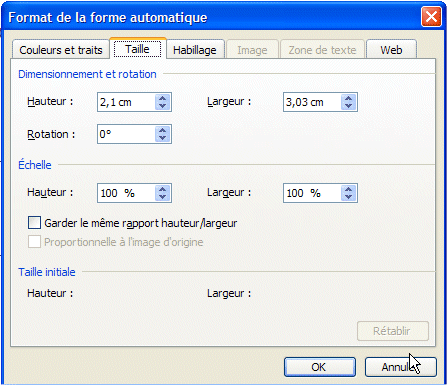 Format de la forme automatique
Couleurs et traits Taille Habillage Image Zone de texte Web
Dimensionnement et rotation
Hauteur : 2,1 cm Largeur : 3,03 cm
Rotation : 0°
Échelle
Hauteur : 100 % Largeur : 100 %
Garder le même rapport hauteur/largeur
Proportionnelle à l'image d'origine
Taille initiale
Hauteur : Largeur :
Rétablir
OK Annuler